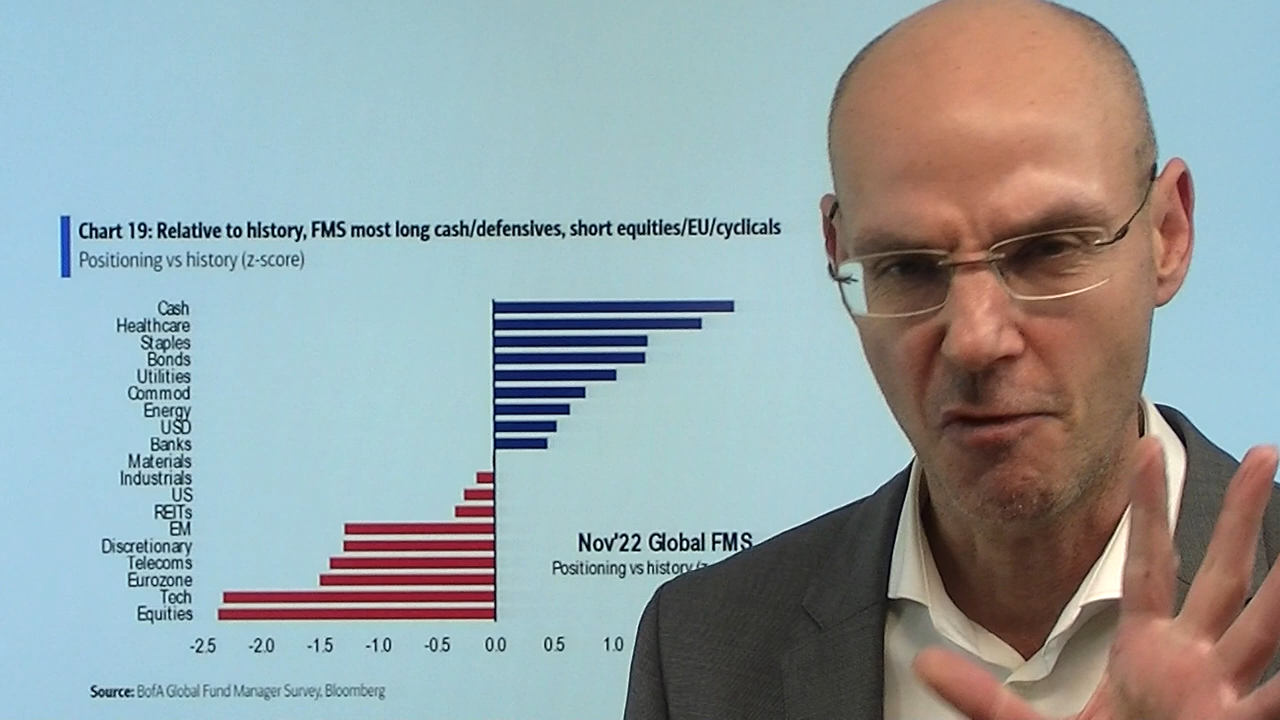 Chart 19: Relative to history, FMS most long cash/defensives, short equities/EU/cyclicals
Positioning vs history (z-score)
Cash
Healthcare
Staples
Bonds
Utilities
Commod
Energy
USD
Banks
Materials
Industrials
US
REITs
EM
Discretionary
Telecoms
Eurozone
Tech
Equities
Nov'22 Global FMS
Positioning vs history
-2.5 -2.0 -1.5 -1.0 -0.5 0.0 0.5 1.0
Source: BofA Global Fund Manager Survey, Bloomberg